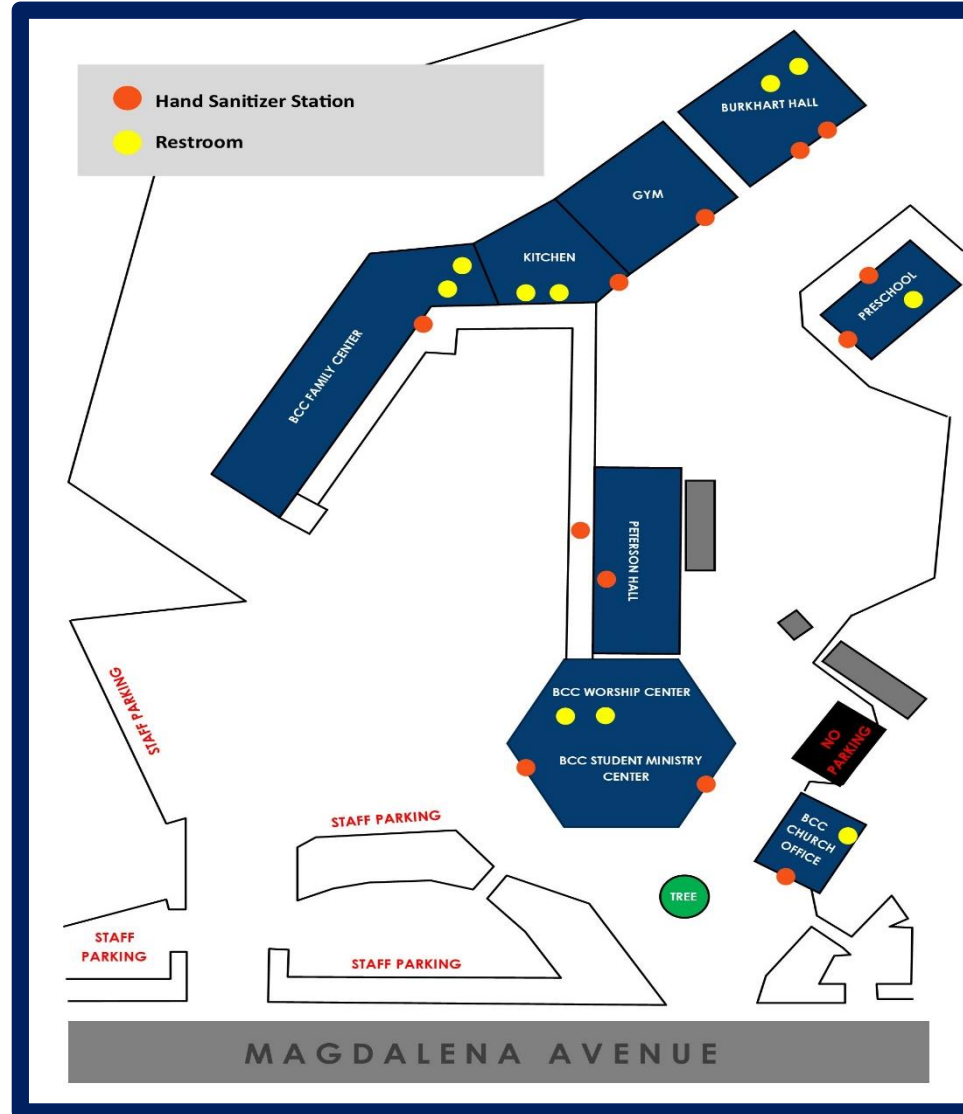 Hand Sanitizer Station
Restroom
BURKHART HALL
GYM
KITCHEN
PRESCHOOL
BCC FAMILY CENTER
PETERSON HALL
BCC WORSHIP CENTER
BCC STUDENT MINISTRY
CENTER
NO
PARKING
STAFF PARKING
STAFF PARKING
BCC
CHURCH
OFFICE
TREE
STAFF
PARKING
STAFF PARKING
MAGDALENA AVENUE